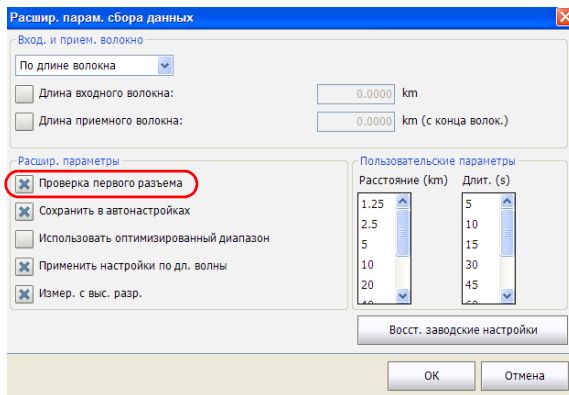 Расшир. парам. сбора данных
Вход. и прием. волокно
По длине волокна
Длина входного волокна: 0.0000 km
Длина приемного волокна: 0.0000 km (с конца волок.)
Расшир. параметры
Проверка первого разъема
Сохранить в автонастройках
Использовать оптимизированный диапазон
Применить настройки по дл. волны
Измер. с выс. разр.
Пользовательские параметры
Расстояние (km) Длит. (s)
1.25 5
2.5 10
5 15
10 30
20 45
Восст. заводские настройки
OK Отмена